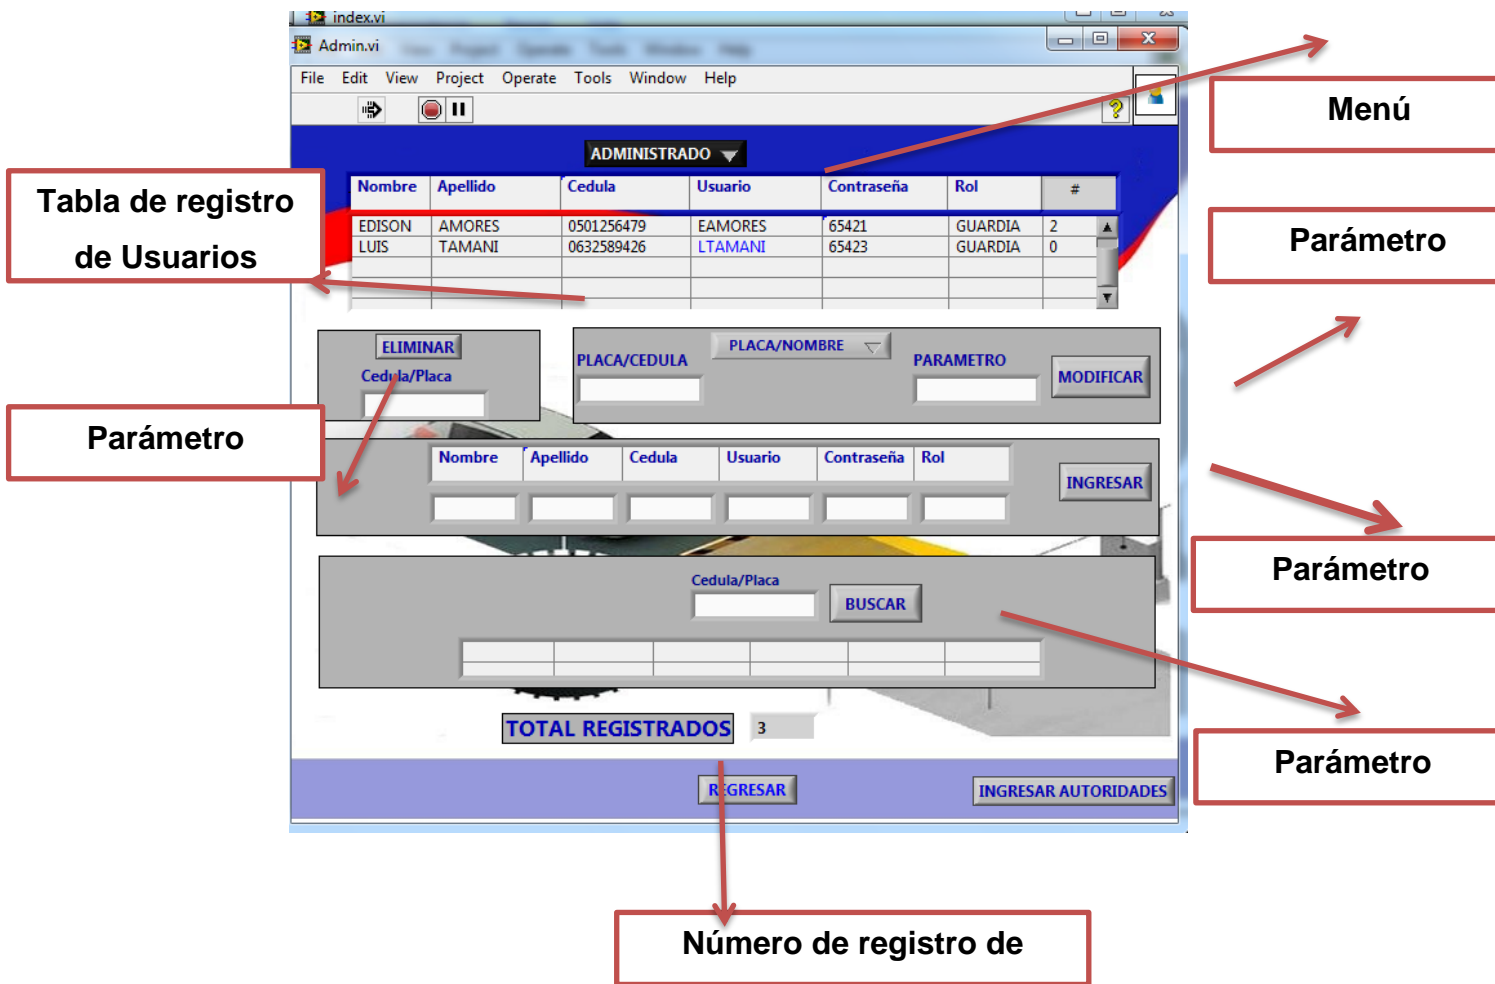 index.vi
Admin.vi
File Edit View Project Operate Tools Window Help
Menú
ADMINISTRADO
Tabla de registro
de Usuarios
Nombre Apellido Cedula Usuario Contraseña Rol #
EDISON AMORES 0501256479 EAMORES 65421 GUARDIA 2
LUIS TAMANI 0632589426 LTAMANI 65423 GUARDIA 0
Parámetro
ELIMINAR
Cedula/Placa
PLACA/CEDULA
PLACA/NOMBRE
PARAMETRO
MODIFICAR
Parámetro
Nombre Apellido Cedula Usuario Contraseña Rol
INGRESAR
Parámetro
Cedula/Placa
BUSCAR
TOTAL REGISTRADOS 3
Parámetro
REGRESAR
INGRESAR AUTORIDADES
Número de registro de